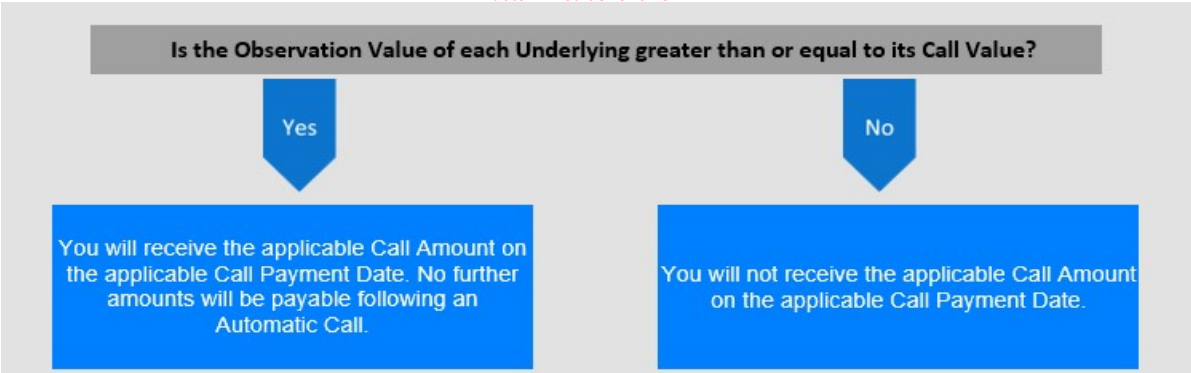 Is the Observation Value of each Underlying greater than or equal to its Call Value?
Yes
No
You will receive the applicable Call Amount on
the applicable Call Payment Date. No further
amounts will be payable following an
Automatic Call.
You will not receive the applicable Call Amount
on the applicable Call Payment Date.